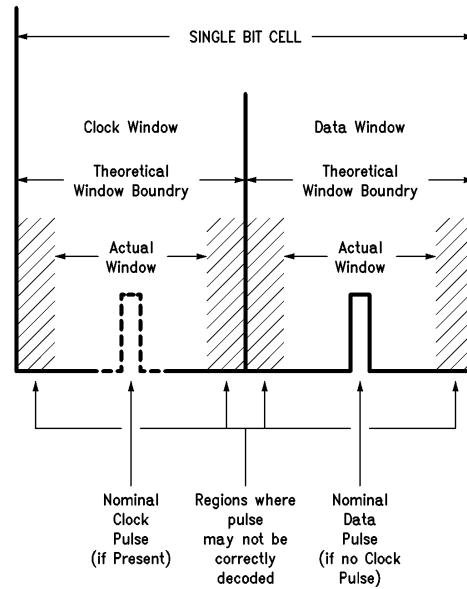 SINGLE BIT CELL
Clock Window
Data Window
Theoretical
Window Boundry
Theoretical
Window Boundry
Actual
Window
Actual
Window
Nominal
Clock
Pulse
(if Present)
Regions where
pulse
may not be
correctly
decoded
Nominal
Data
Pulse
(if no Clock
Pulse)